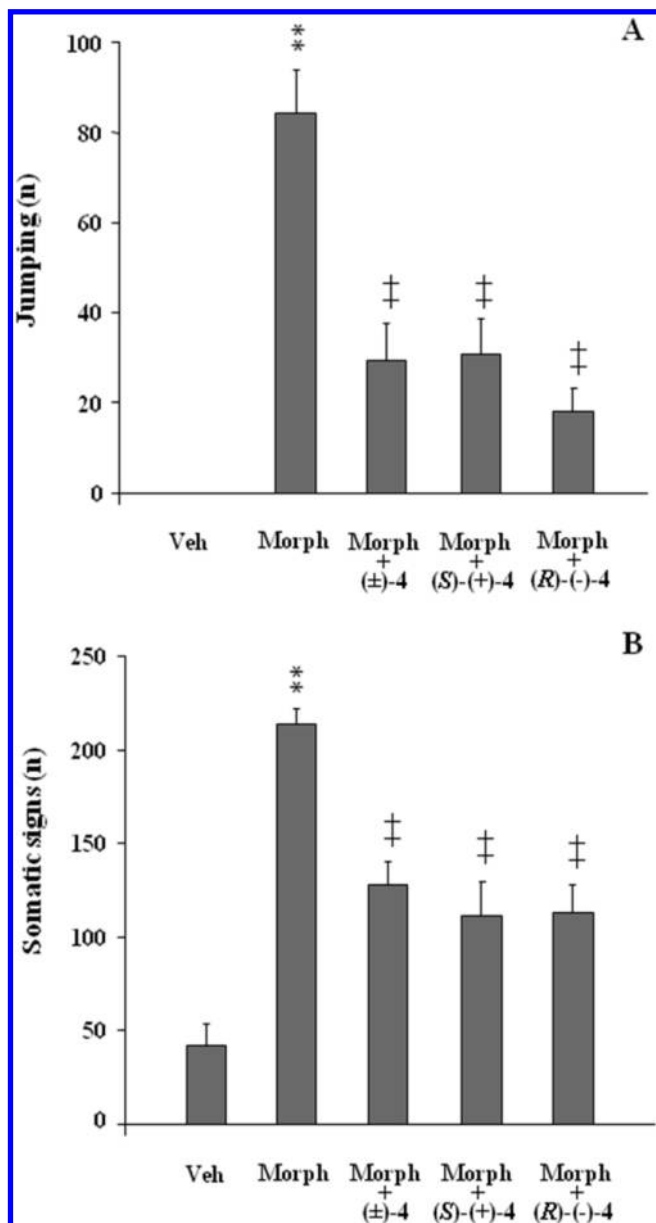 A
100
80
60
40
20
0
Jumping (n)
**
‡
‡
‡
Veh
Morph
Morph
+
(±)-4
Morph
+
(S)-(+)-4
Morph
+
(R)-(-)-4
B
250
200
150
100
50
0
Somatic signs (n)
**
‡
‡
‡
Veh
Morph
Morph
+
(±)-4
Morph
+
(S)-(+)-4
Morph
+
(R)-(-)-4